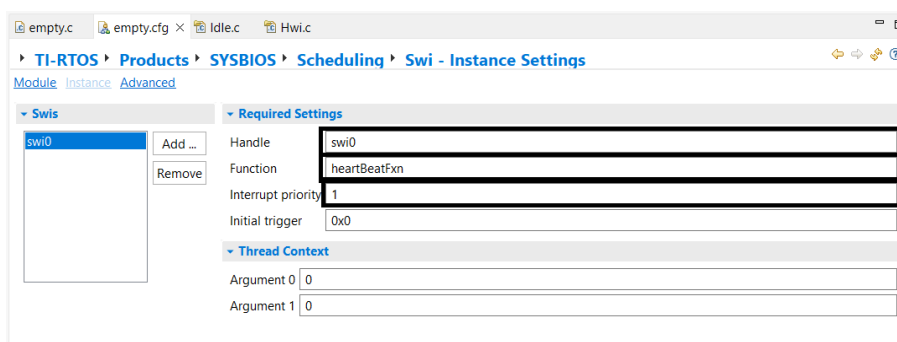 empty.c empty.cfg Idle.c Hwi.c
TI-RTOS Products SYSBIOS Scheduling Swi - Instance Settings
Module Instance Advanced
Swis
swi0
Add ...
Remove
Required Settings
Handle swi0
Function heartBeatFxn
Interrupt priority 1
Initial trigger 0x0
Thread Context
Argument 0 0
Argument 1 0